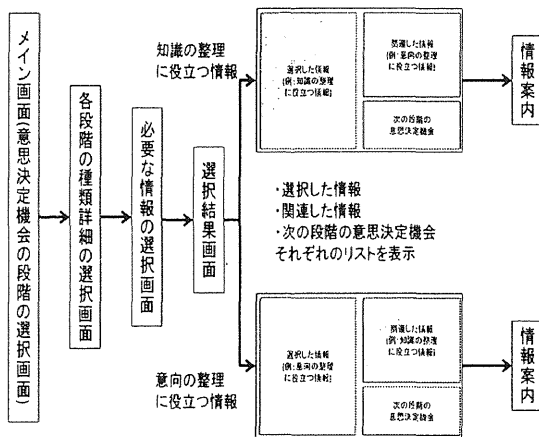 メイン画面(意思決定機会の段階の選択画面)
各段階の種類詳細の選択画面
必要な情報の選択画面
選択結果画面
知識の整理
に役立つ情報
選択した情報
(例:知識の整理
に役立つ情報)
関連した情報
(例:意向の整理
に役立つ情報)
次の段階の
意思決定機会
情報案内
・選択した情報
・関連した情報
・次の段階の意思決定機会
それぞれのリストを表示
意向の整理
に役立つ情報
選択した情報
(例:意向の整理
に役立つ情報)
関連した情報
(例:知識の整理
に役立つ情報)
次の段階の
意思決定機会
情報案内